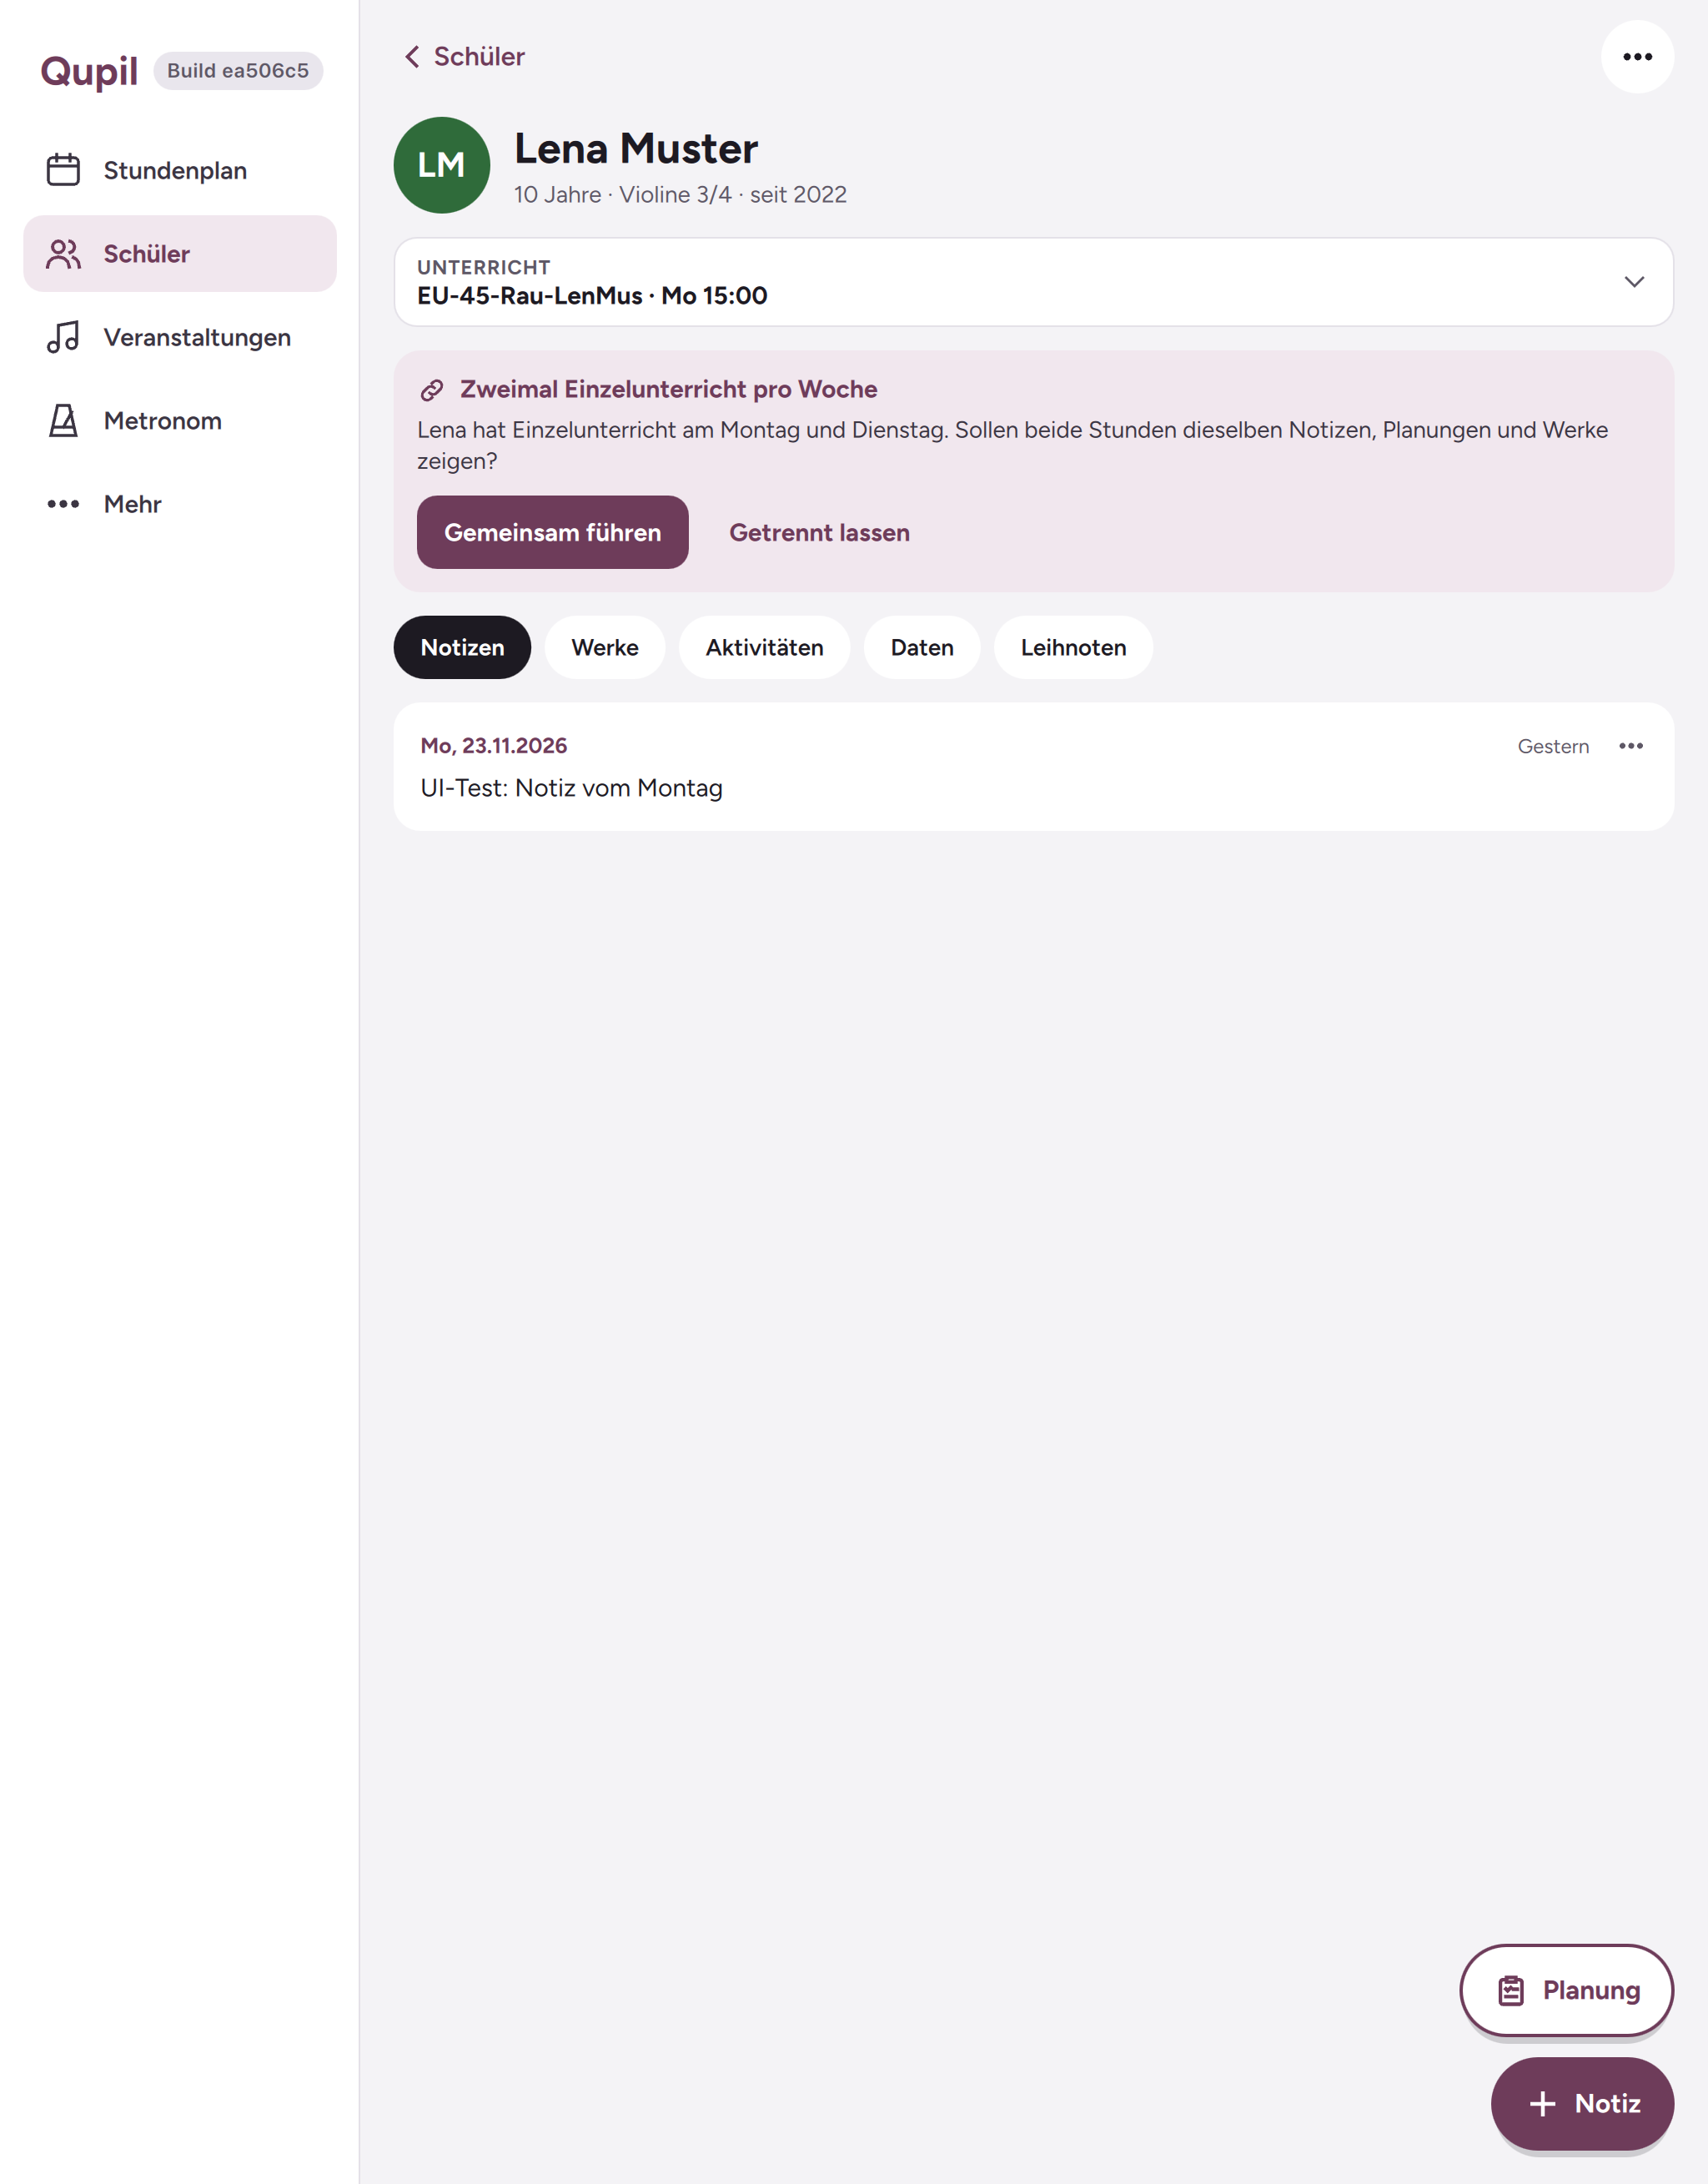 Qupil
Build ea506c5
Stundenplan
Schüler
Veranstaltungen
Metronom
Mehr
Schüler
LM
Lena Muster
10 Jahre · Violine 3/4 · seit 2022
UNTERRICHT
EU-45-Rau-LenMus · Mo 15:00
Zweimal Einzelunterricht pro Woche
Lena hat Einzelunterricht am Montag und Dienstag. Sollen beide Stunden dieselben Notizen, Planungen und Werke
zeigen?
Gemeinsam führen
Getrennt lassen
Notizen
Werke
Aktivitäten
Daten
Leihnoten
Mo, 23.11.2026
Gestern
UI-Test: Notiz vom Montag
Planung
Notiz